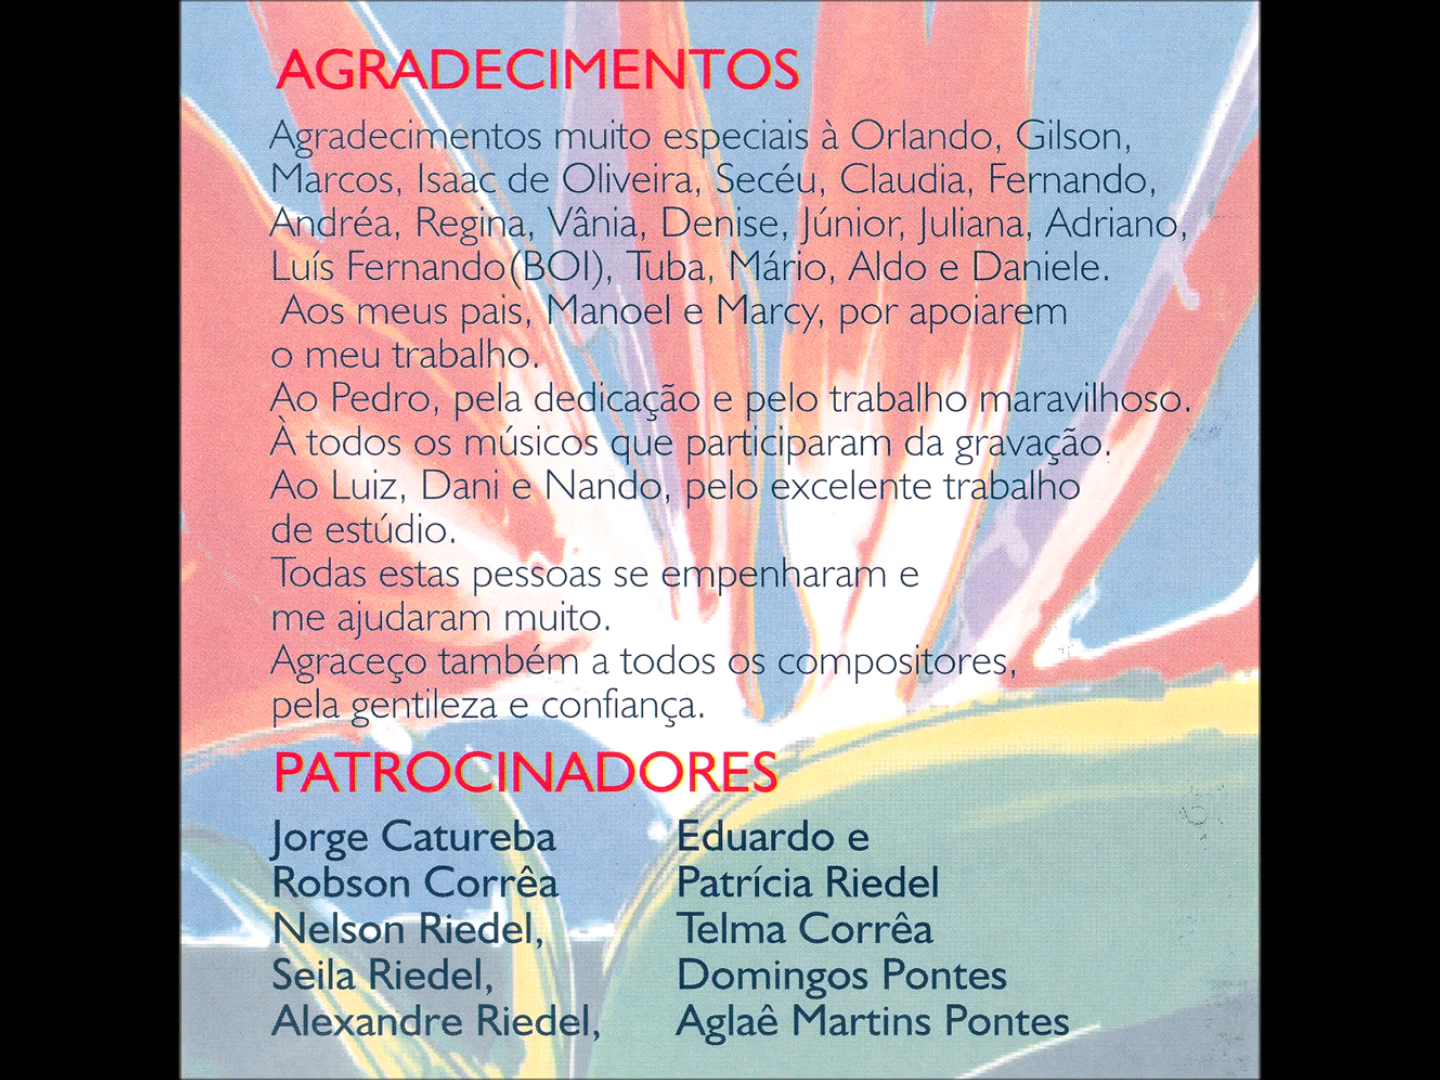 AGRADECIMENTOS
Agradecimentos muito especiais à Orlando, Gilson,
Marcos, Isaac de Oliveira, Secéu, Claudia, Fernando,
Andréa, Regina, Vânia, Denise, Júnior, Juliana, Adriano,
Luís Fernando(BOI), Tuba, Mário, Aldo e Daniele.
Aos meus pais, Manoel e Marcy, por apoiarem
o meu trabalho.
Ao Pedro, pela dedicação e pelo trabalho maravilhoso.
À todos os músicos que participaram da gravação.
Ao Luiz, Dani e Nando, pelo excelente trabalho
de estúdio.
Todas estas pessoas se empenharam e
me ajudaram muito.
Agraceço também a todos os compositores,
pela gentileza e confiança.
PATROCINADORES
Jorge Catureba
Robson Corrêa
Nelson Riedel,
Seila Riedel,
Alexandre Riedel,
Eduardo e
Patrícia Riedel
Telma Corrêa
Domingos Pontes
Aglaê Martins Pontes